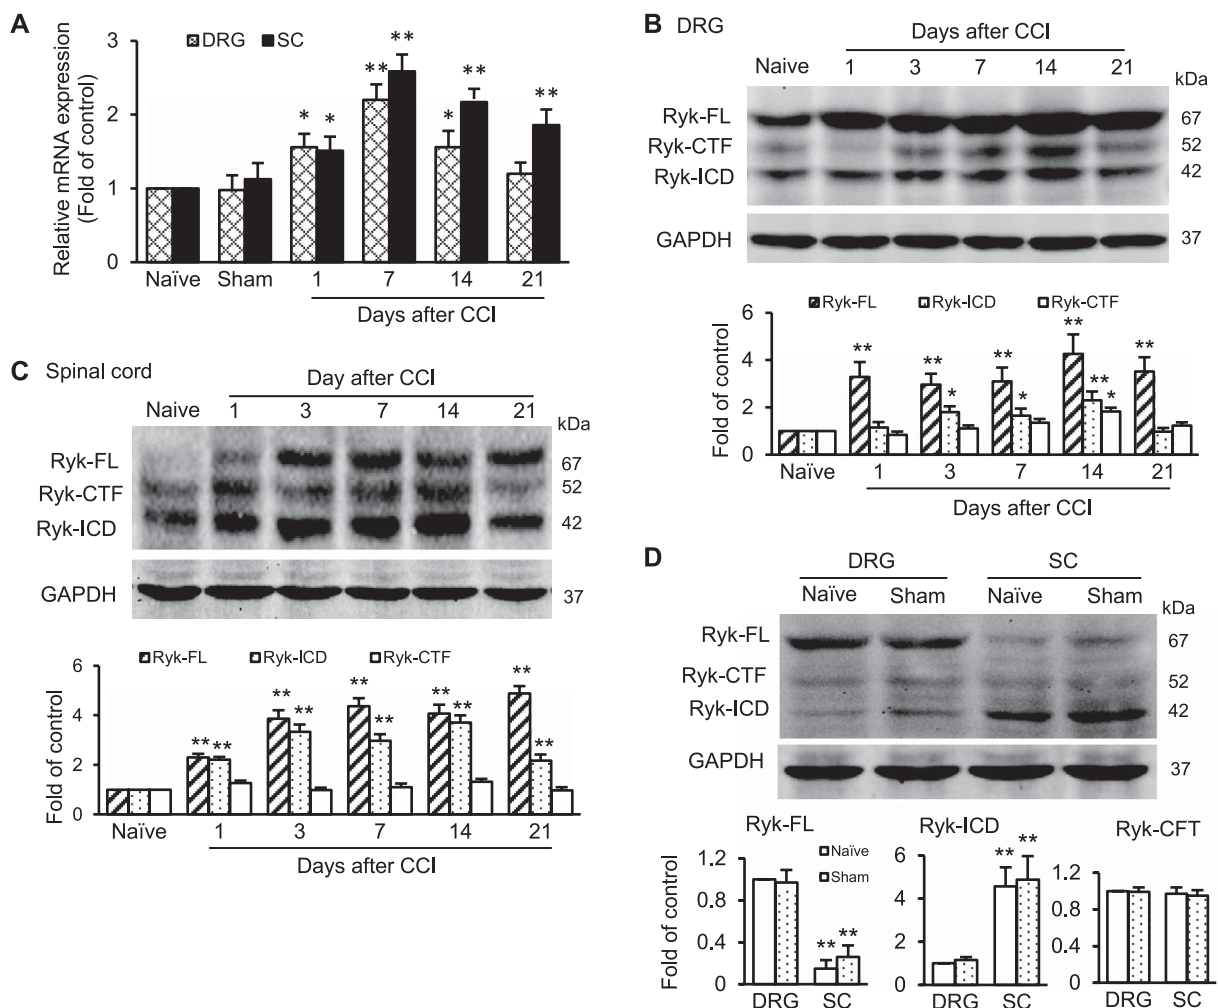 A
Relative mRNA expression
(Fold of control)
3
2
1
0
DRG SC
* * ** ** * ** **
Naïve Sham 1 7 14 21
Days after CCI
B DRG
Days after CCI
Naive 1 3 7 14 21
kDa
Ryk-FL 67
Ryk-CTF 52
Ryk-ICD 42
GAPDH 37
Ryk-FL Ryk-ICD Ryk-CTF
Fold of control
6
4
2
0
** ** * ** * ** ** * **
Naïve 1 3 7 14 21
Days after CCI
C Spinal cord
Day after CCI
Naive 1 3 7 14 21
kDa
Ryk-FL 67
Ryk-CTF 52
Ryk-ICD 42
GAPDH 37
Ryk-FL Ryk-ICD Ryk-CTF
Fold of control
6
4
2
0
** ** ** ** ** ** ** ** ** **
Naïve 1 3 7 14 21
Days after CCI
D
DRG SC
Naïve Sham Naïve Sham
kDa
Ryk-FL 67
Ryk-CTF 52
Ryk-ICD 42
GAPDH 37
Ryk-FL
Fold of control
1.2
0.8
0.4
0
Naïve
Sham
** **
DRG SC
Ryk-ICD
6
4
2
0
** **
DRG SC
Ryk-CFT
1.2
0.8
0.4
0
DRG SC